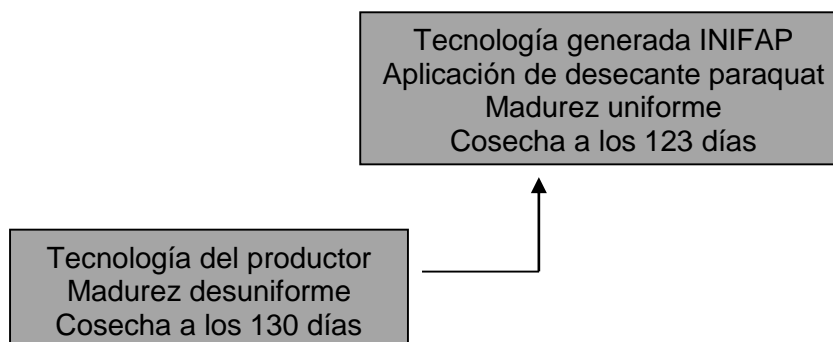 Tecnología generada INIFAP
Aplicación de desecante paraquat
Madurez uniforme
Cosecha a los 123 días
Tecnología del productor
Madurez desuniforme
Cosecha a los 130 días